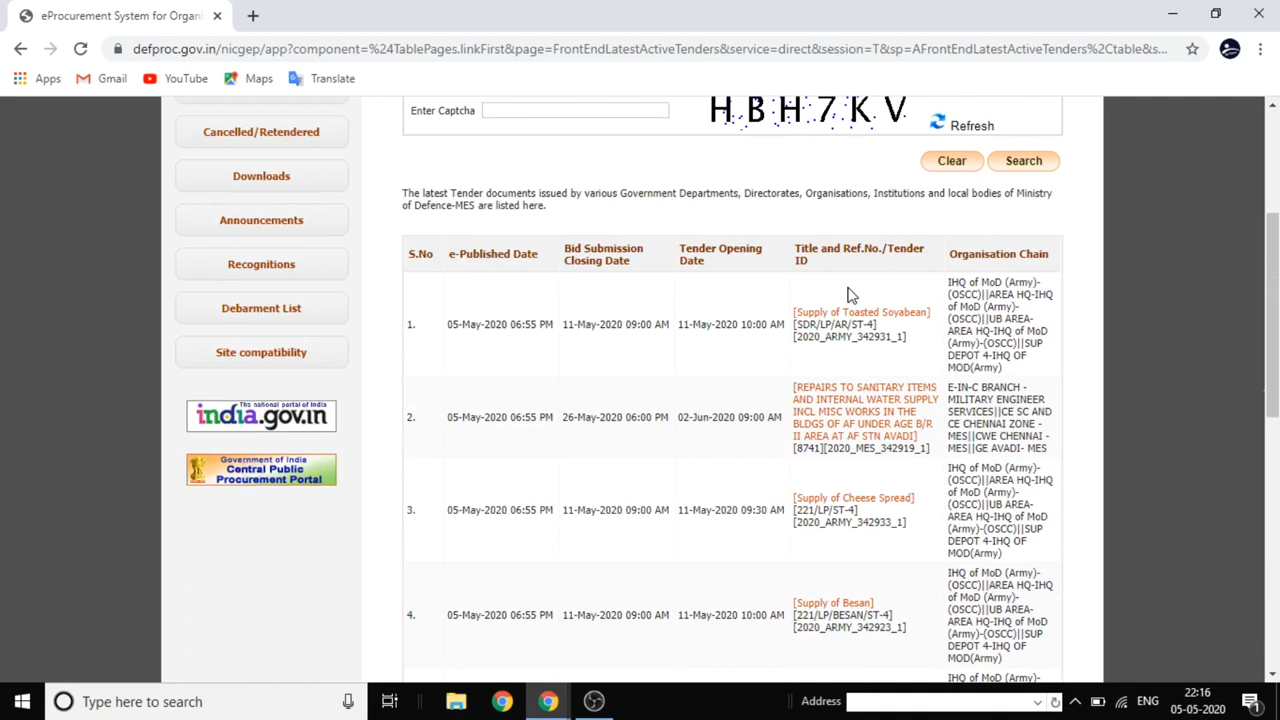 eProcurement System for Organi
defproc.gov.in/nicgep/app?component=%24TablePages.linkFirst&page=FrontEndLatestActiveTenders&service=direct&session=T&sp=AFrontEndLatestActiveTenders%2Ctable&s...
Apps Gmail YouTube Maps Translate
Enter Captcha
H B H 7 K V
Refresh
Clear Search
Cancelled/Retendered
Downloads
Announcements
Recognitions
Debarment List
Site compatibility
The national portal of India
india.gov.in
Government of India
Central Public
Procurement Portal
The latest Tender documents issued by various Government Departments, Directorates, Organisations, Institutions and local bodies of Ministry
of Defence-MES are listed here.
S.No e-Published Date Bid Submission Closing Date Tender Opening Date Title and Ref.No./Tender ID Organisation Chain
1. 05-May-2020 06:55 PM 11-May-2020 09:00 AM 11-May-2020 10:00 AM
[Supply of Toasted Soyabean]
[SDR/LP/AR/ST-4]
[2020_ARMY_342931_1]
IHQ of MoD (Army)-
(OSCC)||AREA HQ-IHQ
of MoD (Army)-
(OSCC)||UB AREA-
AREA HQ-IHQ of MoD
(Army)-(OSCC)||SUP
DEPOT 4-IHQ OF
MOD(Army)
2. 05-May-2020 06:55 PM 26-May-2020 06:00 PM 02-Jun-2020 09:00 AM
[REPAIRS TO SANITARY ITEMS
AND INTERNAL WATER SUPPLY
INCL MISC WORKS IN THE
BLDGS OF AF UNDER AGE B/R
II AREA AT AF STN AVADI]
[8741][2020_MES_342919_1]
E-IN-C BRANCH -
MILITARY ENGINEER
SERVICES||CE SC AND
CE CHENNAI ZONE -
MES||CWE CHENNAI -
MES||GE AVADI- MES
3. 05-May-2020 06:55 PM 11-May-2020 09:00 AM 11-May-2020 09:30 AM
[Supply of Cheese Spread]
[221/LP/ST-4]
[2020_ARMY_342933_1]
IHQ of MoD (Army)-
(OSCC)||AREA HQ-IHQ
of MoD (Army)-
(OSCC)||UB AREA-
AREA HQ-IHQ of MoD
(Army)-(OSCC)||SUP
DEPOT 4-IHQ OF
MOD(Army)
4. 05-May-2020 06:55 PM 11-May-2020 09:00 AM 11-May-2020 10:00 AM
[Supply of Besan]
[221/LP/BESAN/ST-4]
[2020_ARMY_342923_1]
IHQ of MoD (Army)-
(OSCC)||AREA HQ-IHQ
of MoD (Army)-
(OSCC)||UB AREA-
AREA HQ-IHQ of MoD
(Army)-(OSCC)||SUP
DEPOT 4-IHQ OF
MOD(Army)
IHQ of MoD (Army)-
Type here to search
Address
ENG
22:16
05-05-2020
1